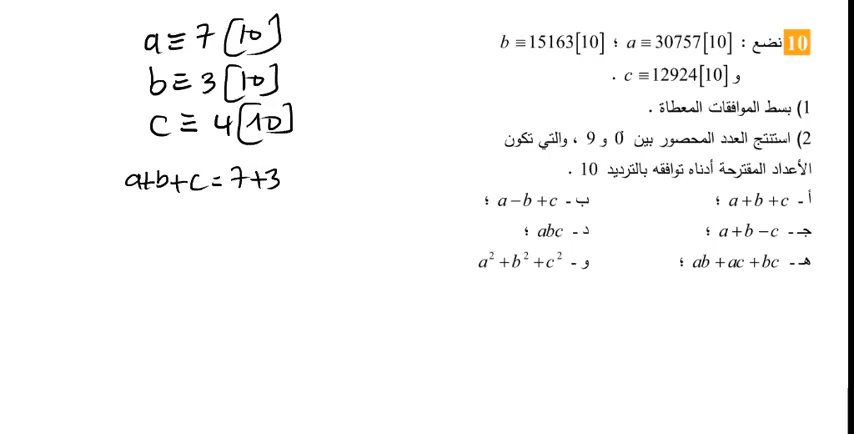 a ≡ 7 [10]
b ≡ 3 [10]
c ≡ 4 [10]
a+b+c = 7+3
10 نضع : a ≡ 30757[10] ؛ b ≡ 15163[10]
و c ≡ 12924[10] .
1) بسط الموافقات المعطاة .
2) استنتج العدد المحصور بين 0 و 9 ، والتي تكون
الأعداد المقترحة أدناه توافقه بالترديد 10 .
أ - a + b + c ؛ ب - a − b + c ؛
جـ - a + b − c ؛ د - abc ؛
هـ - ab + ac + bc ؛ و - a² + b² + c²